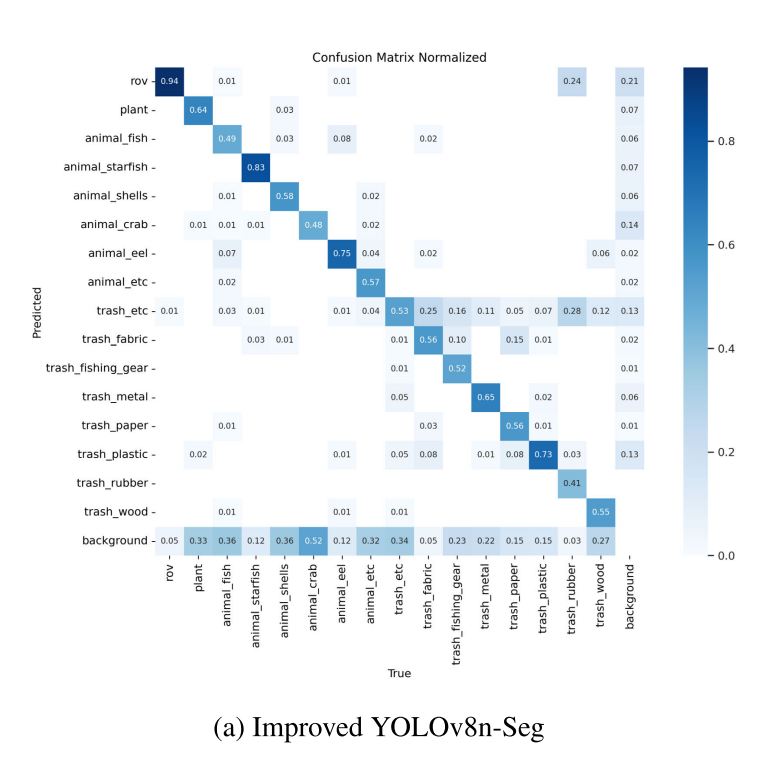 Confusion Matrix Normalized
rov 0.94 0.01 0.01 0.24 0.21
plant 0.64 0.03 0.07
animal_fish 0.49 0.03 0.08 0.02 0.06
animal_starfish 0.83 0.07
animal_shells 0.01 0.58 0.02 0.06
animal_crab 0.01 0.01 0.01 0.48 0.02 0.14
animal_eel 0.07 0.75 0.04 0.02 0.06 0.02
animal_etc 0.02 0.57 0.02
trash_etc 0.01 0.03 0.01 0.01 0.04 0.53 0.25 0.16 0.11 0.05 0.07 0.28 0.12 0.13
trash_fabric 0.03 0.01 0.01 0.56 0.10 0.15 0.01 0.02
trash_fishing_gear 0.01 0.52 0.01
trash_metal 0.05 0.65 0.02 0.06
trash_paper 0.01 0.03 0.56 0.01 0.01
trash_plastic 0.02 0.01 0.05 0.08 0.01 0.08 0.73 0.03 0.13
trash_rubber 0.41
trash_wood 0.01 0.01 0.01 0.55
background 0.05 0.33 0.36 0.12 0.36 0.52 0.12 0.32 0.34 0.05 0.23 0.22 0.15 0.15 0.03 0.27
Predicted
rov
plant
animal_fish
animal_starfish
animal_shells
animal_crab
animal_eel
animal_etc
trash_etc
trash_fabric
trash_fishing_gear
trash_metal
trash_paper
trash_plastic
trash_rubber
trash_wood
background
True
0.8
0.6
0.4
0.2
0.0
(a) Improved YOLOv8n-Seg